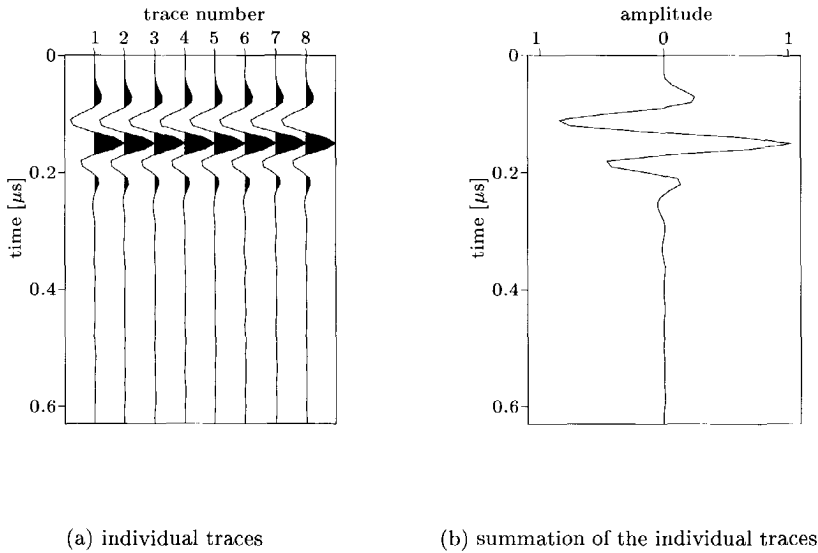 trace number
1 2 3 4 5 6 7 8
0
0.2
0.4
0.6
time [μs]
(a) individual traces
amplitude
1 0 1
0
0.2
0.4
0.6
time [μs]
(b) summation of the individual traces